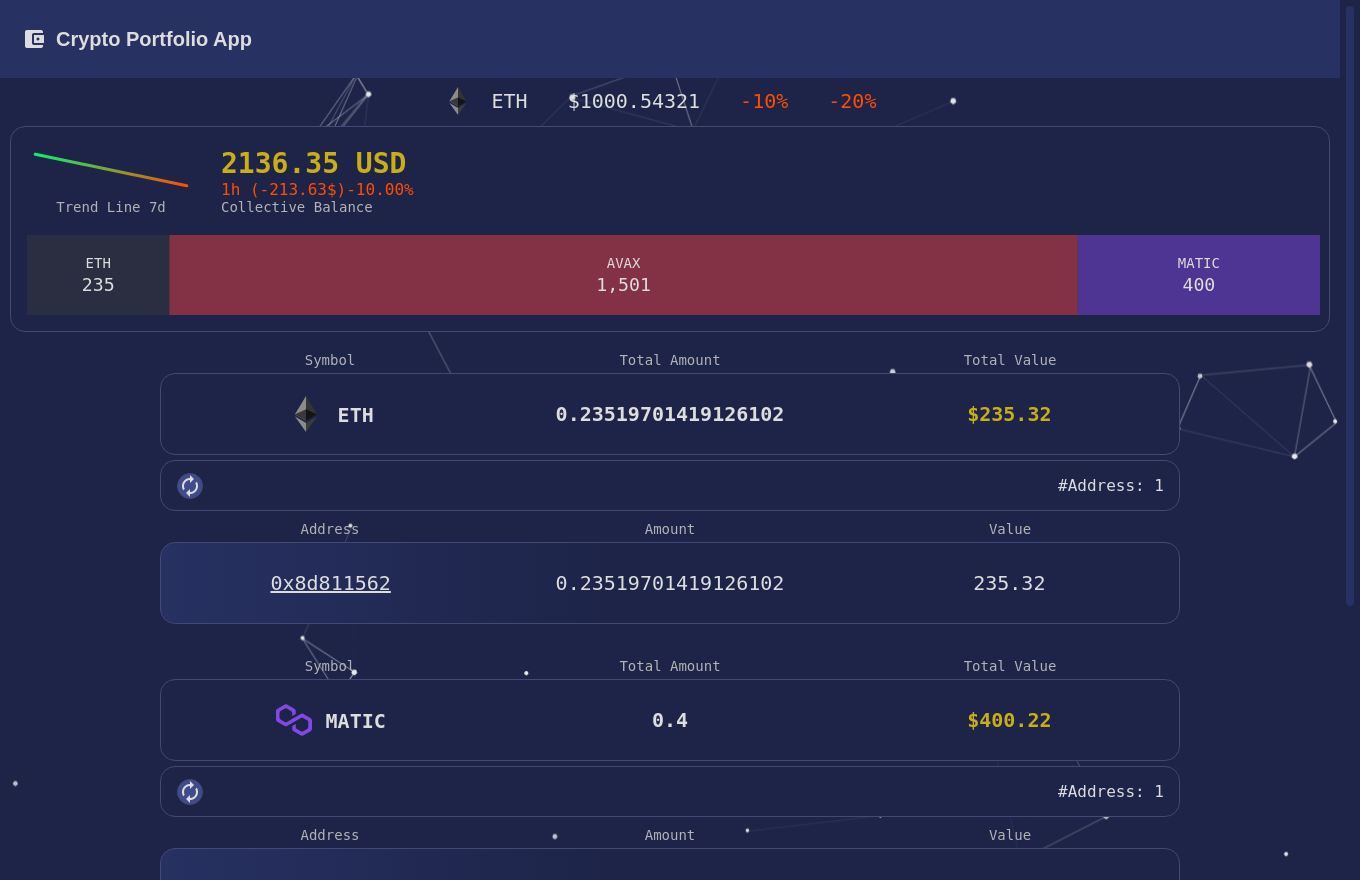 Crypto Portfolio App
ETH $1000.54321 -10% -20%
2136.35 USD
1h (-213.63$)-10.00%
Trend Line 7d Collective Balance
ETH AVAX MATIC
235 1,501 400
Symbol Total Amount Total Value
ETH 0.23519701419126102 $235.32
#Address: 1
Address Amount Value
0x8d811562 0.23519701419126102 235.32
Symbol Total Amount Total Value
MATIC 0.4 $400.22
#Address: 1
Address Amount Value